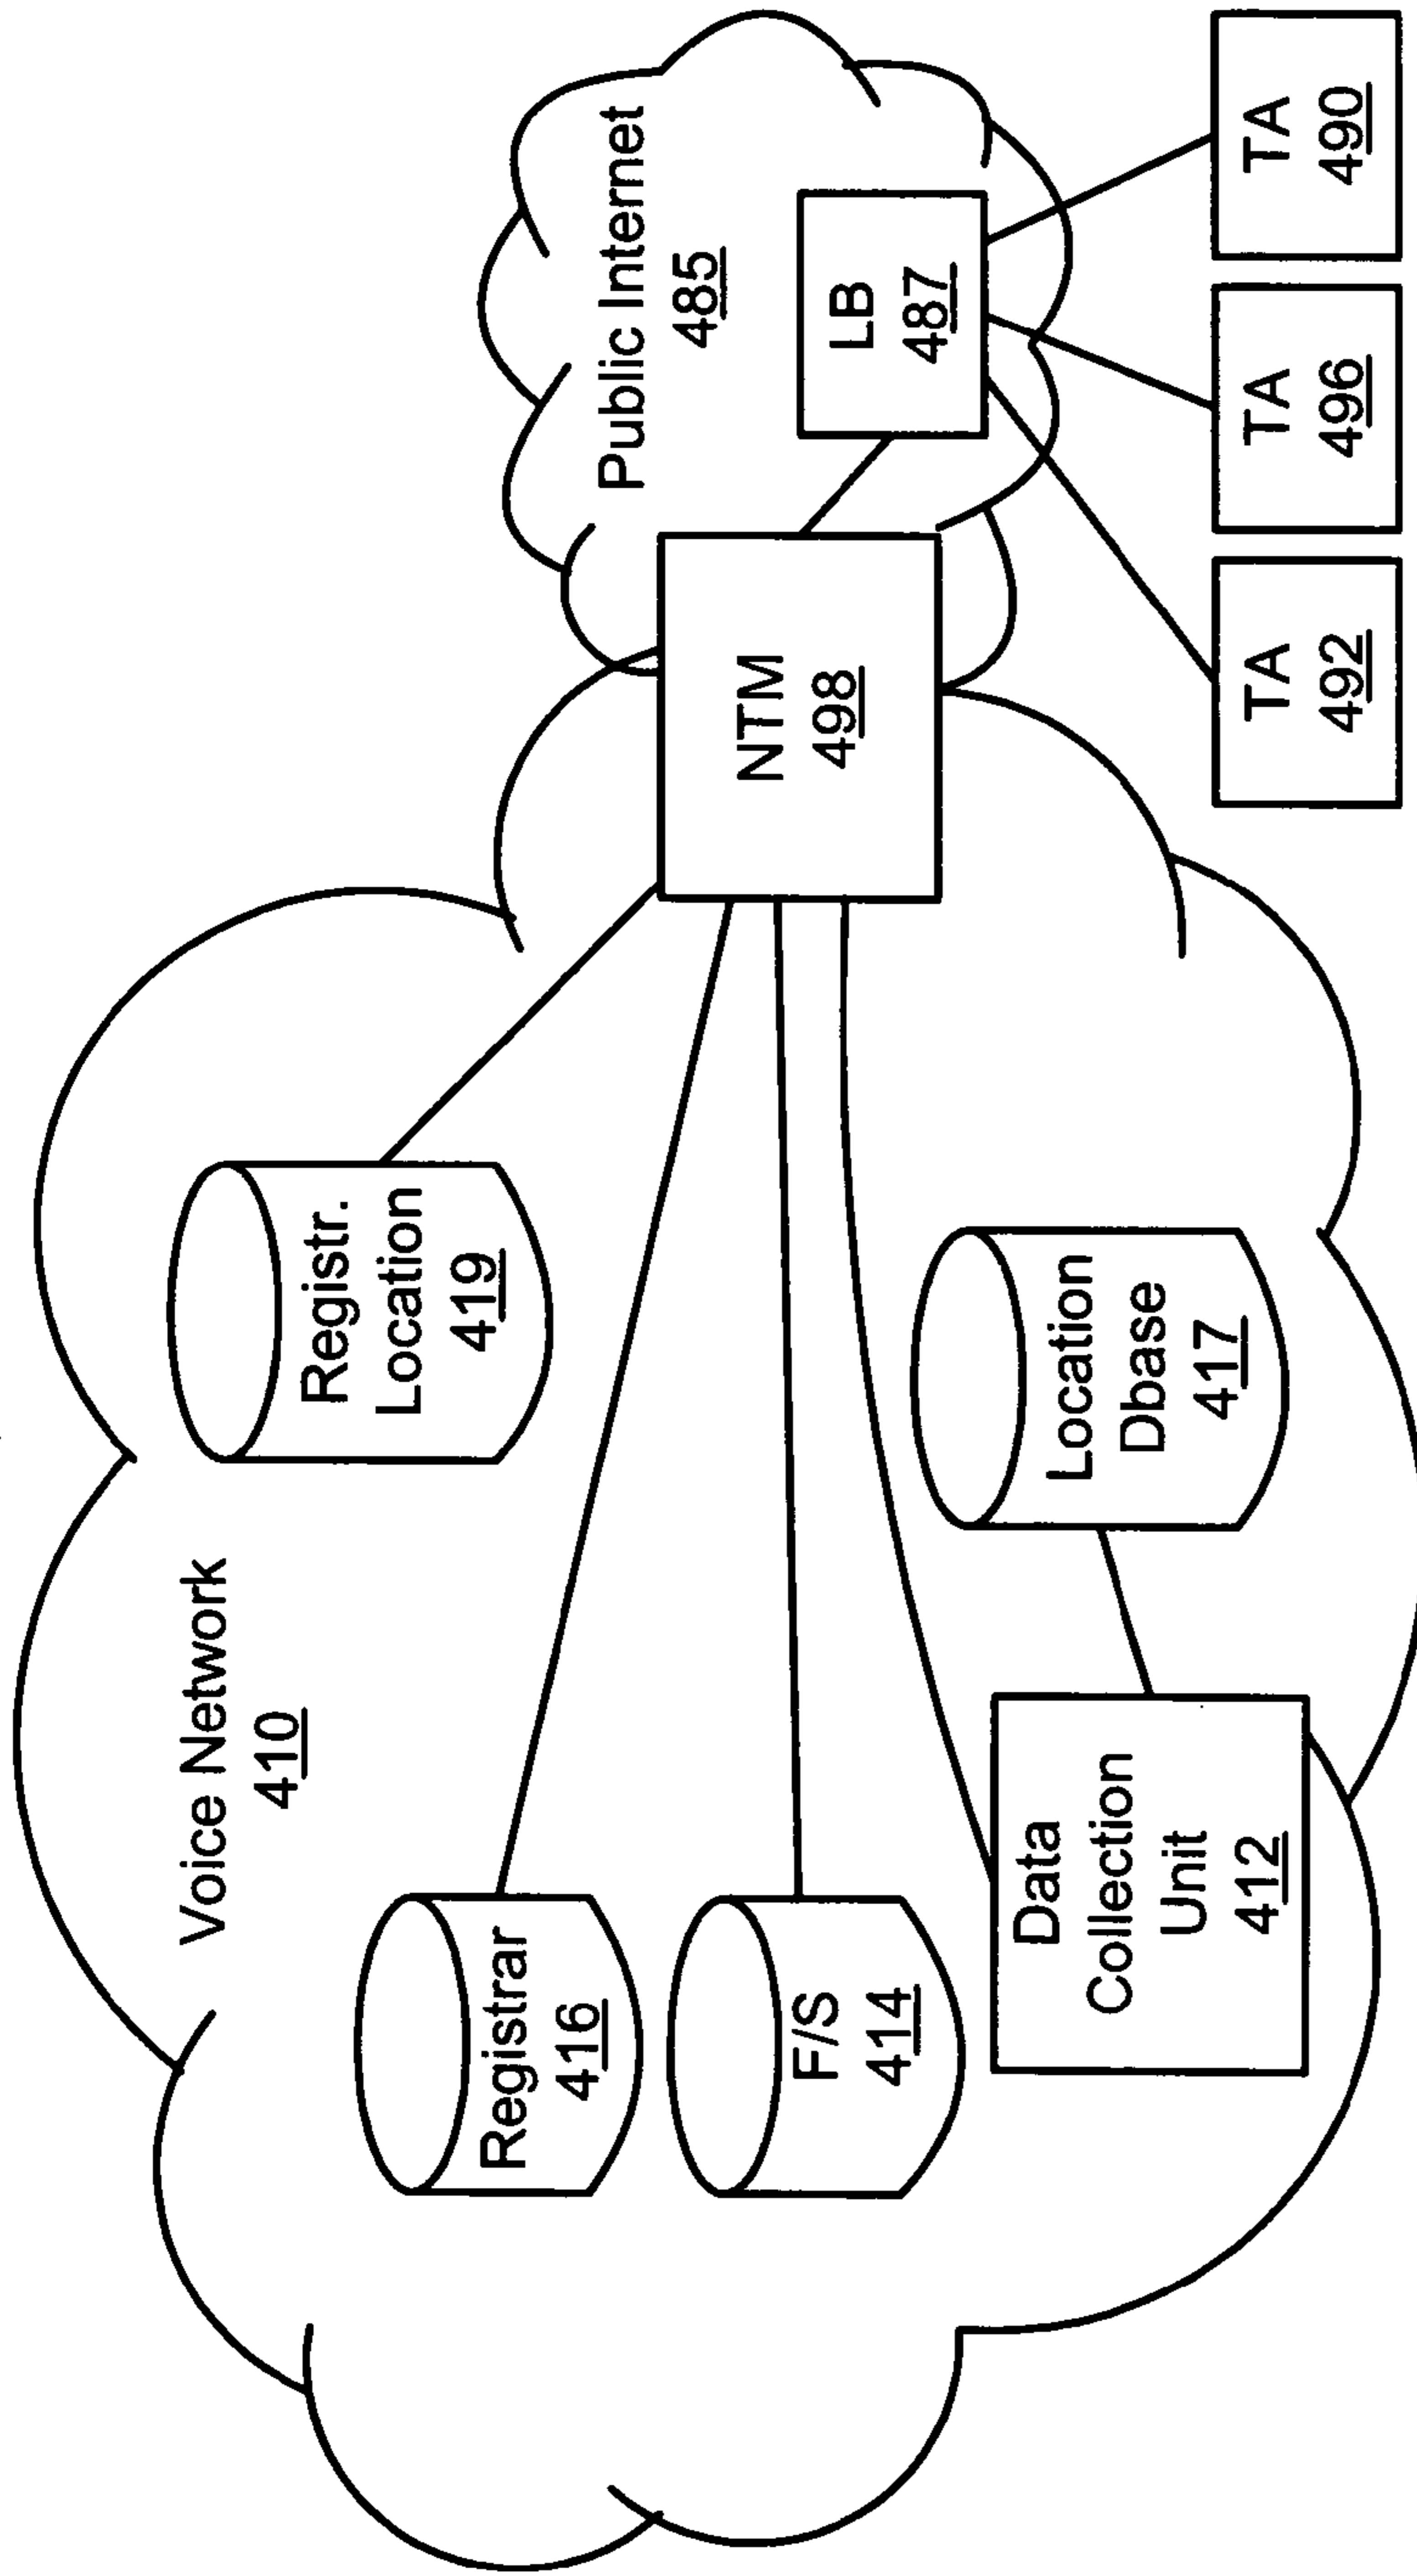 Voice Network
410
Registr.
Location
419
Public Internet
485
Registrar
416
F/S
414
NTM
498
LB
487
Data
Collection
Unit
412
Location
Dbase
417
TA
492
TA
496
TA
490